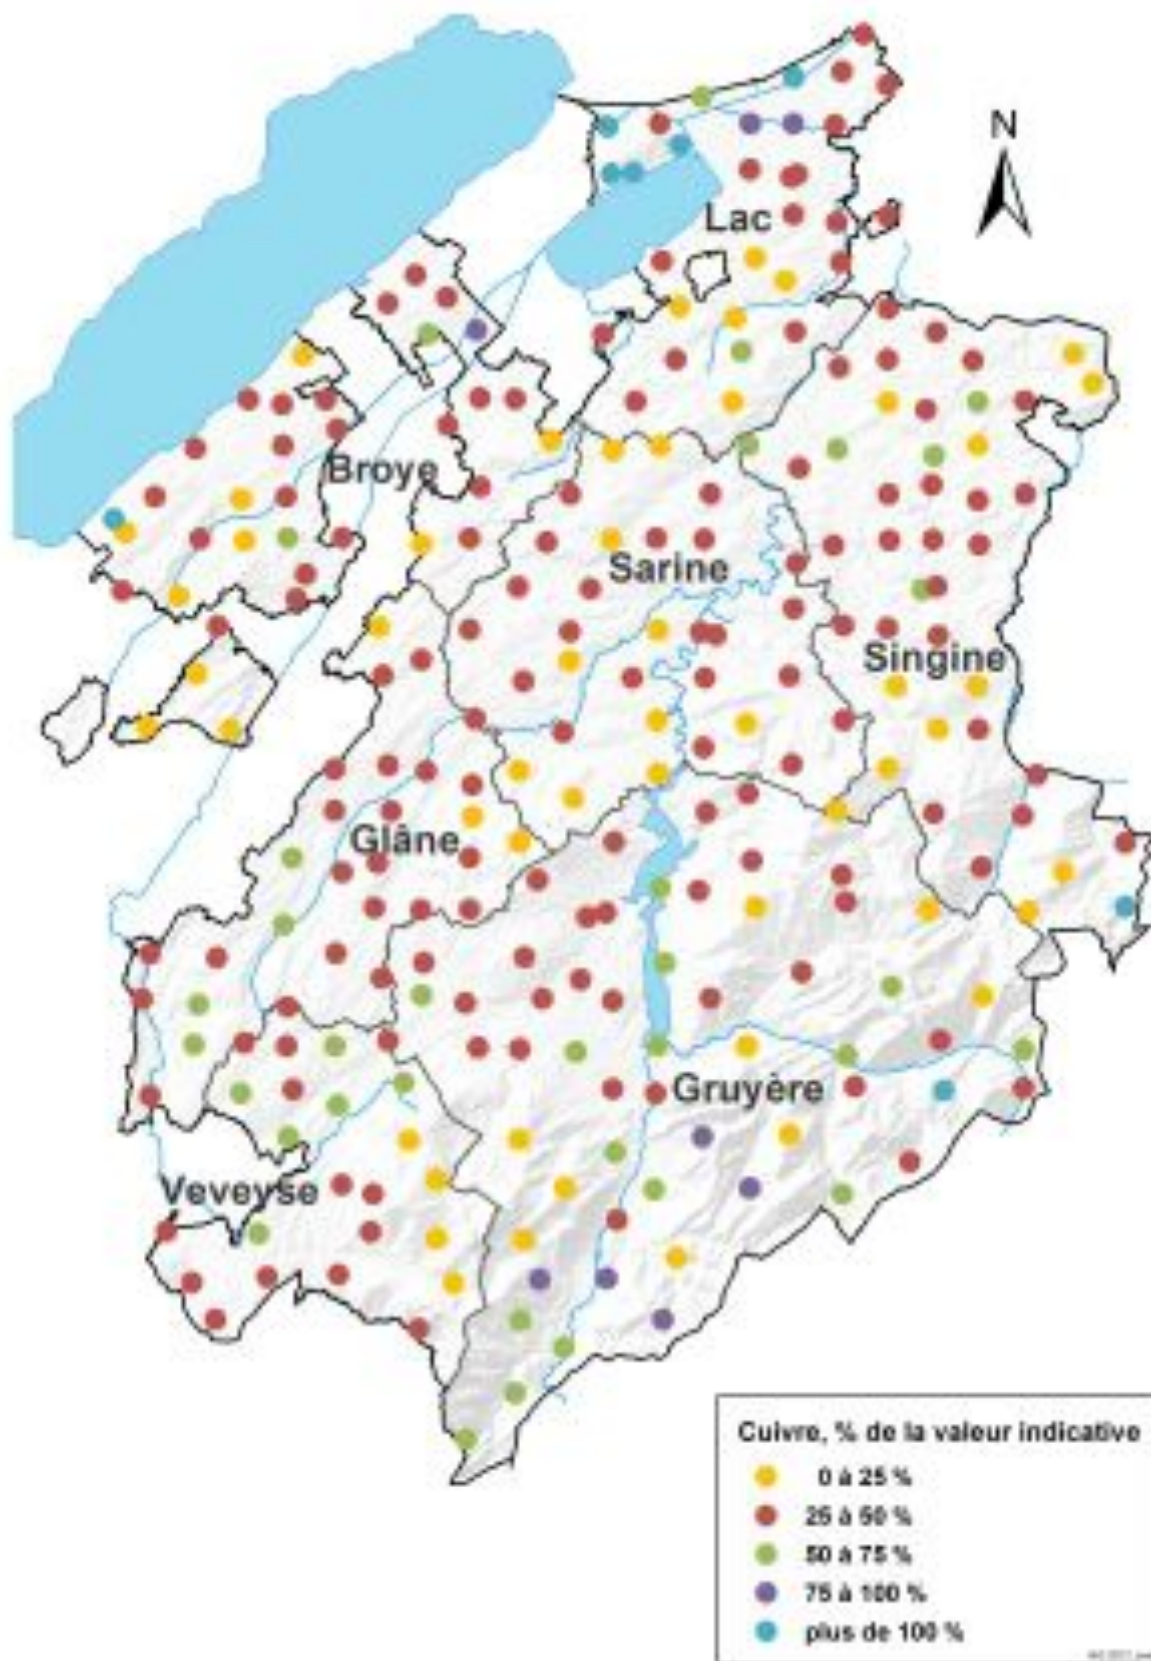 N
Lac
Broye
Sarine
Singine
Glâne
Gruyère
Veveyse
Cuivre, % de la valeur indicative
0 à 25 %
25 à 50 %
50 à 75 %
75 à 100 %
plus de 100 %